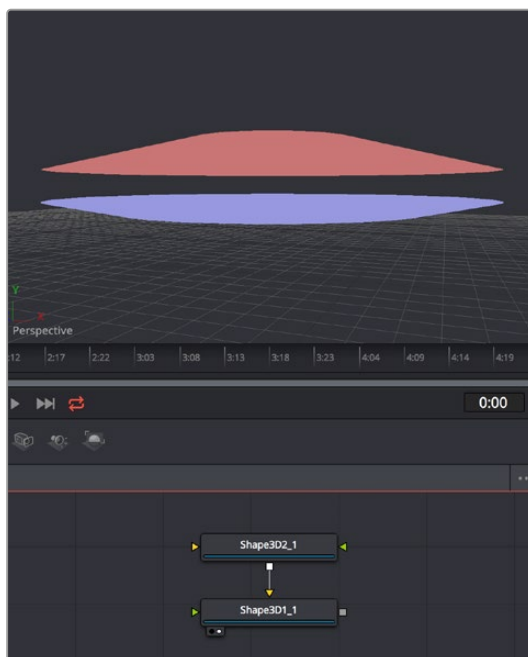 Y
X
Perspective
:12 2:17 2:22 3:03 3:08 3:13 3:18 3:23 4:04 4:09 4:14 4:19
0:00
Shape3D2_1
Shape3D1_1